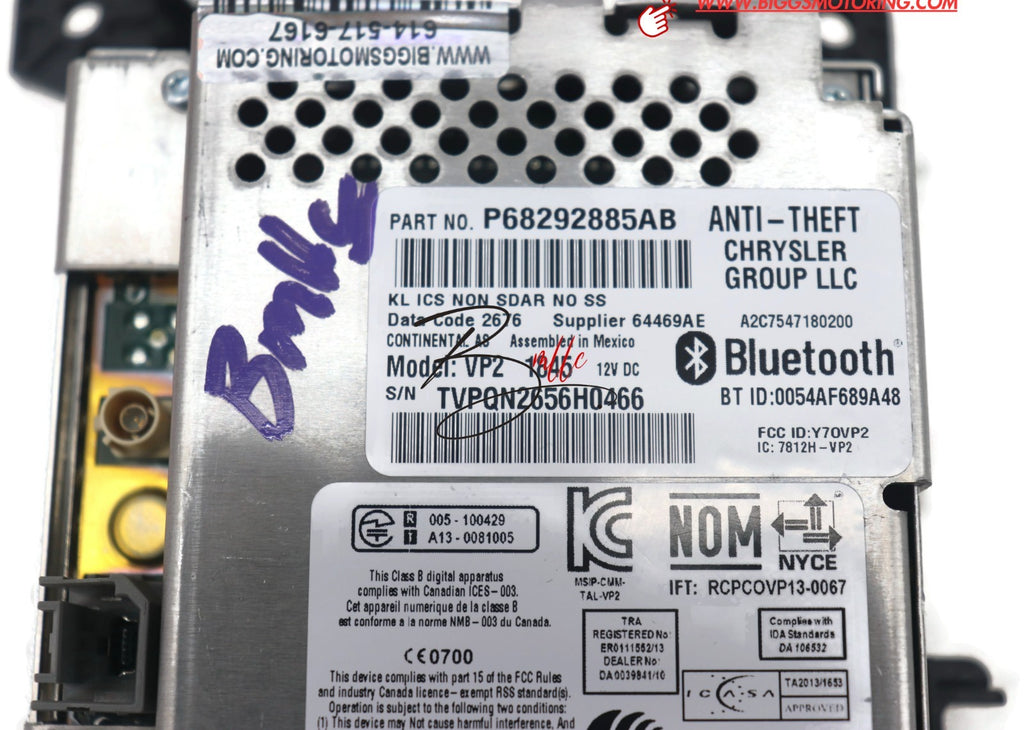 WWW.BIGGSMOTORING.COM
WWW.BIGGSMOTORING.COM
614-517-6167
PART NO. P68292885AB
ANTI-THEFT
CHRYSLER
GROUP LLC
KL ICS NON SDAR NO SS
Data Code 2676 Supplier 64469AE
A2C7547180200
CONTINENTAL AS Assembled in Mexico
Model: VP2 1845 12V DC
Bluetooth®
S/N TVPQN2656H0466
BT ID:0054AF689A48
FCC ID:Y7OVP2
IC: 7812H-VP2
R 005-100429
T A13-0081005
NOM
NYCE
MSIP-CMM-
TAL-VP2
IFT: RCPCOVP13-0067
This Class B digital apparatus
complies with Canadian ICES-003.
Cet appareil numerique de la classe B
est conforme a la norme NMB-003 du Canada.
TRA
REGISTERED No:
ER0111552/13
DEALER No:
DA0039841/10
Complies with
IDA Standards
DA 106532
CE0700
This device complies with part 15 of the FCC Rules
and industry Canada licence-exempt RSS standard(s).
Operation is subject to the following two conditions:
(1) This device may Not cause harmful interference, And
ICASA
TA2013/1653
APPROVED